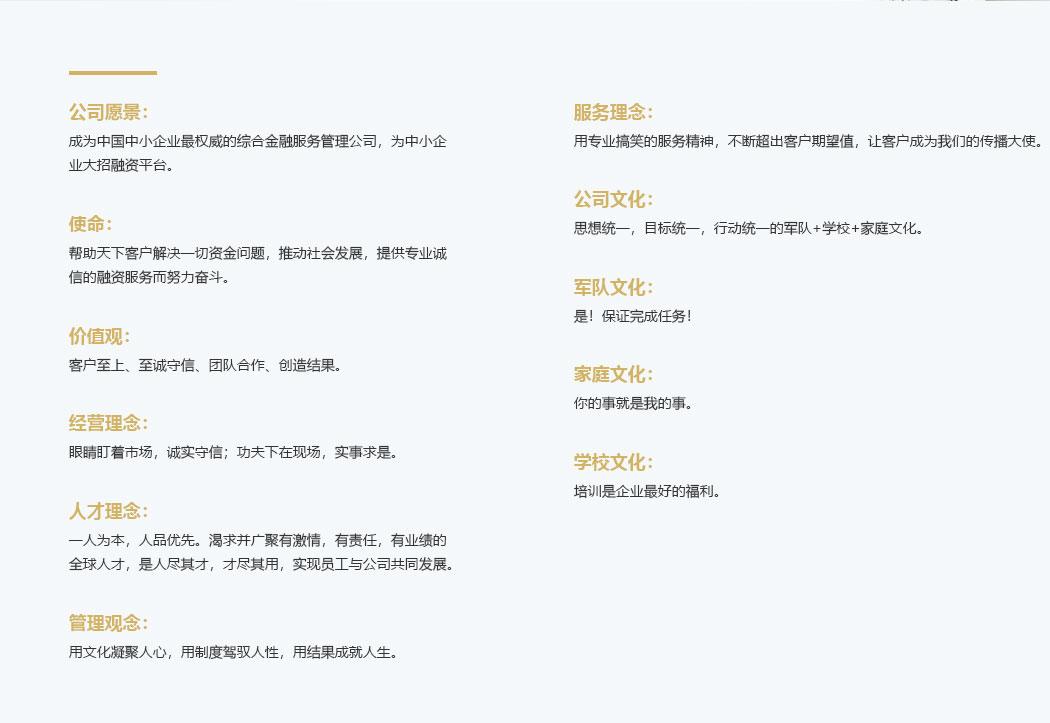 公司愿景：
成为中国中小企业最权威的综合金融服务管理公司，为中小企
业大招融资平台。
使命：
帮助天下客户解决一切资金问题，推动社会发展，提供专业诚
信的融资服务而努力奋斗。
价值观：
客户至上、至诚守信、团队合作、创造结果。
经营理念：
眼睛盯着市场，诚实守信；功夫下在现场，实事求是。
人才理念：
一人为本，人品优先。渴求并广聚有激情，有责任，有业绩的
全球人才，是人尽其才，才尽其用，实现员工与公司共同发展。
管理观念：
用文化凝聚人心，用制度驾驭人性，用结果成就人生。
服务理念：
用专业搞笑的服务精神，不断超出客户期望值，让客户成为我们的传播大使。
公司文化：
思想统一，目标统一，行动统一的军队+学校+家庭文化。
军队文化：
是！保证完成任务！
家庭文化：
你的事就是我的事。
学校文化：
培训是企业最好的福利。